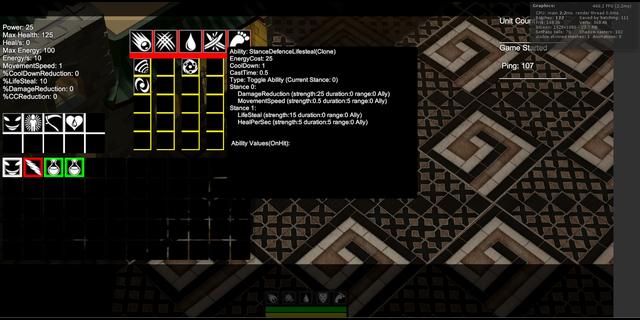 Power: 25
Max Health: 125
Heal/s: 0
Max Energy: 100
Energy/s: 10
MovementSpeed: 1
%CoolDownReduction: 0
%LifeSteal: 10
%DamageReduction: 0
%CCReduction: 0
Ability: StanceDefenceLifesteal(Clone)
EnergyCost: 25
CoolDown: 1
CastTime: 0.5
Type: Toggle Ability (Current Stance: 0)
Stance 0:
DamageReduction (strength:25 duration:0 range:0 Ally)
MovementSpeed (strength:0.5 duration:5 range:0 Ally)
Stance 1:
LifeSteal (strength:15 duration:0 range:0 Ally)
HealPerSec (strength:5 duration:5 range:0 Ally)
Ability Values(OnHit):
Unit Cour
Game Started
Ping: 107
Graphics: